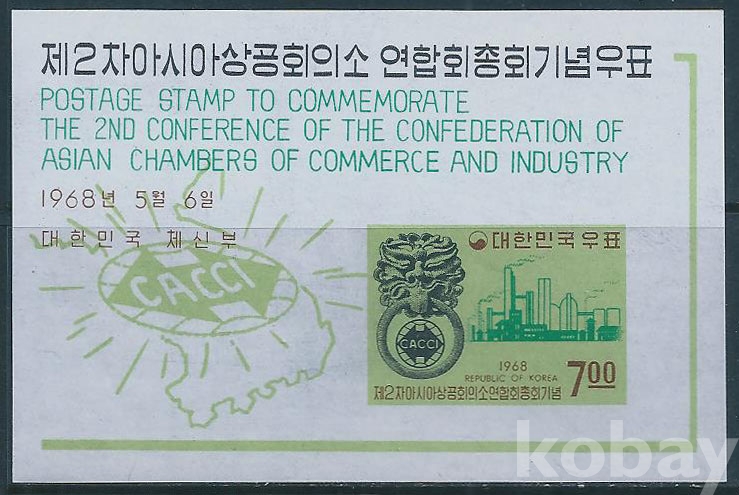 제2차아시아상공회의소 연합회총회기념우표
POSTAGE STAMP TO COMMEMORATE
THE 2ND CONFERENCE OF THE CONFEDERATION OF
ASIAN CHAMBERS OF COMMERCE AND INDUSTRY
1968년 5월 6일
대한민국 체신부
CACCI
대한민국우표
CACCI
1968
REPUBLIC OF KOREA
7.00
제2차아시아상공회의소연합회총회기념
kobay